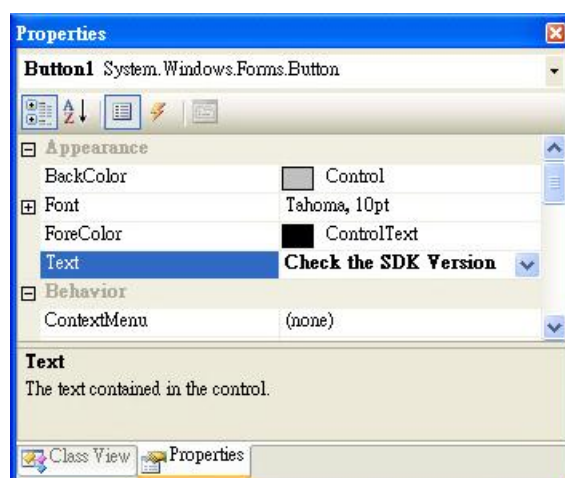 Properties
Button1 System.Windows.Forms.Button
A
Z
Appearance
BackColor Control
Font Tahoma, 10pt
ForeColor ControlText
Text Check the SDK Version
Behavior
ContextMenu (none)
Text
The text contained in the control.
Class View Properties